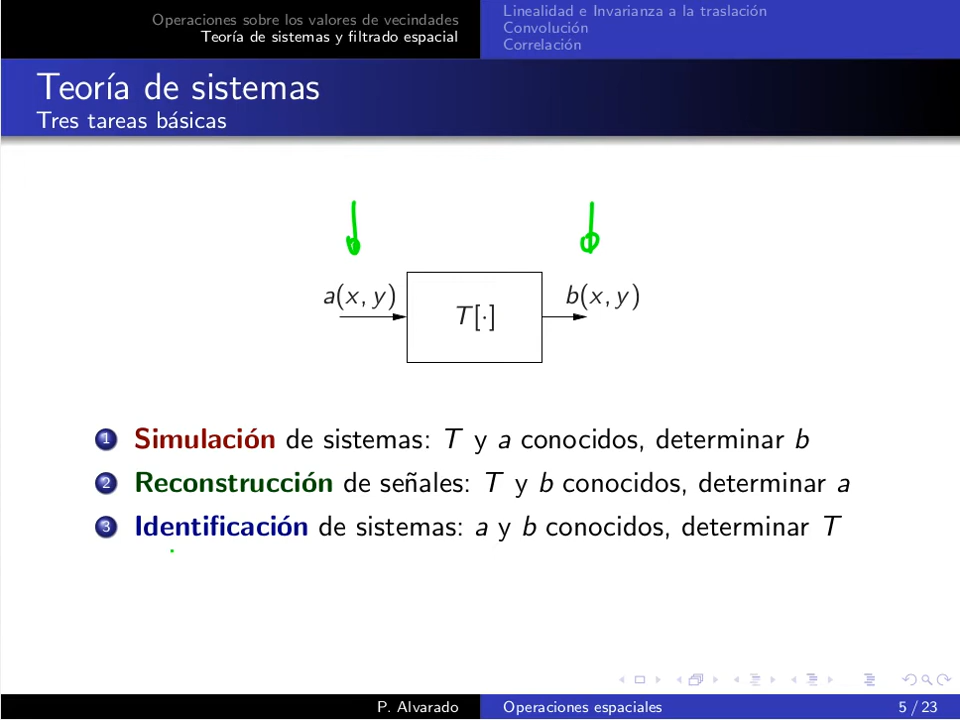 Operaciones sobre los valores de vecindades
Teoría de sistemas y filtrado espacial
Linealidad e Invarianza a la traslación
Convolución
Correlación
Teoría de sistemas
Tres tareas básicas
a(x, y)
T[·]
b(x, y)
1 Simulación de sistemas: T y a conocidos, determinar b
2 Reconstrucción de señales: T y b conocidos, determinar a
3 Identificación de sistemas: a y b conocidos, determinar T
P. Alvarado
Operaciones espaciales
5 / 23